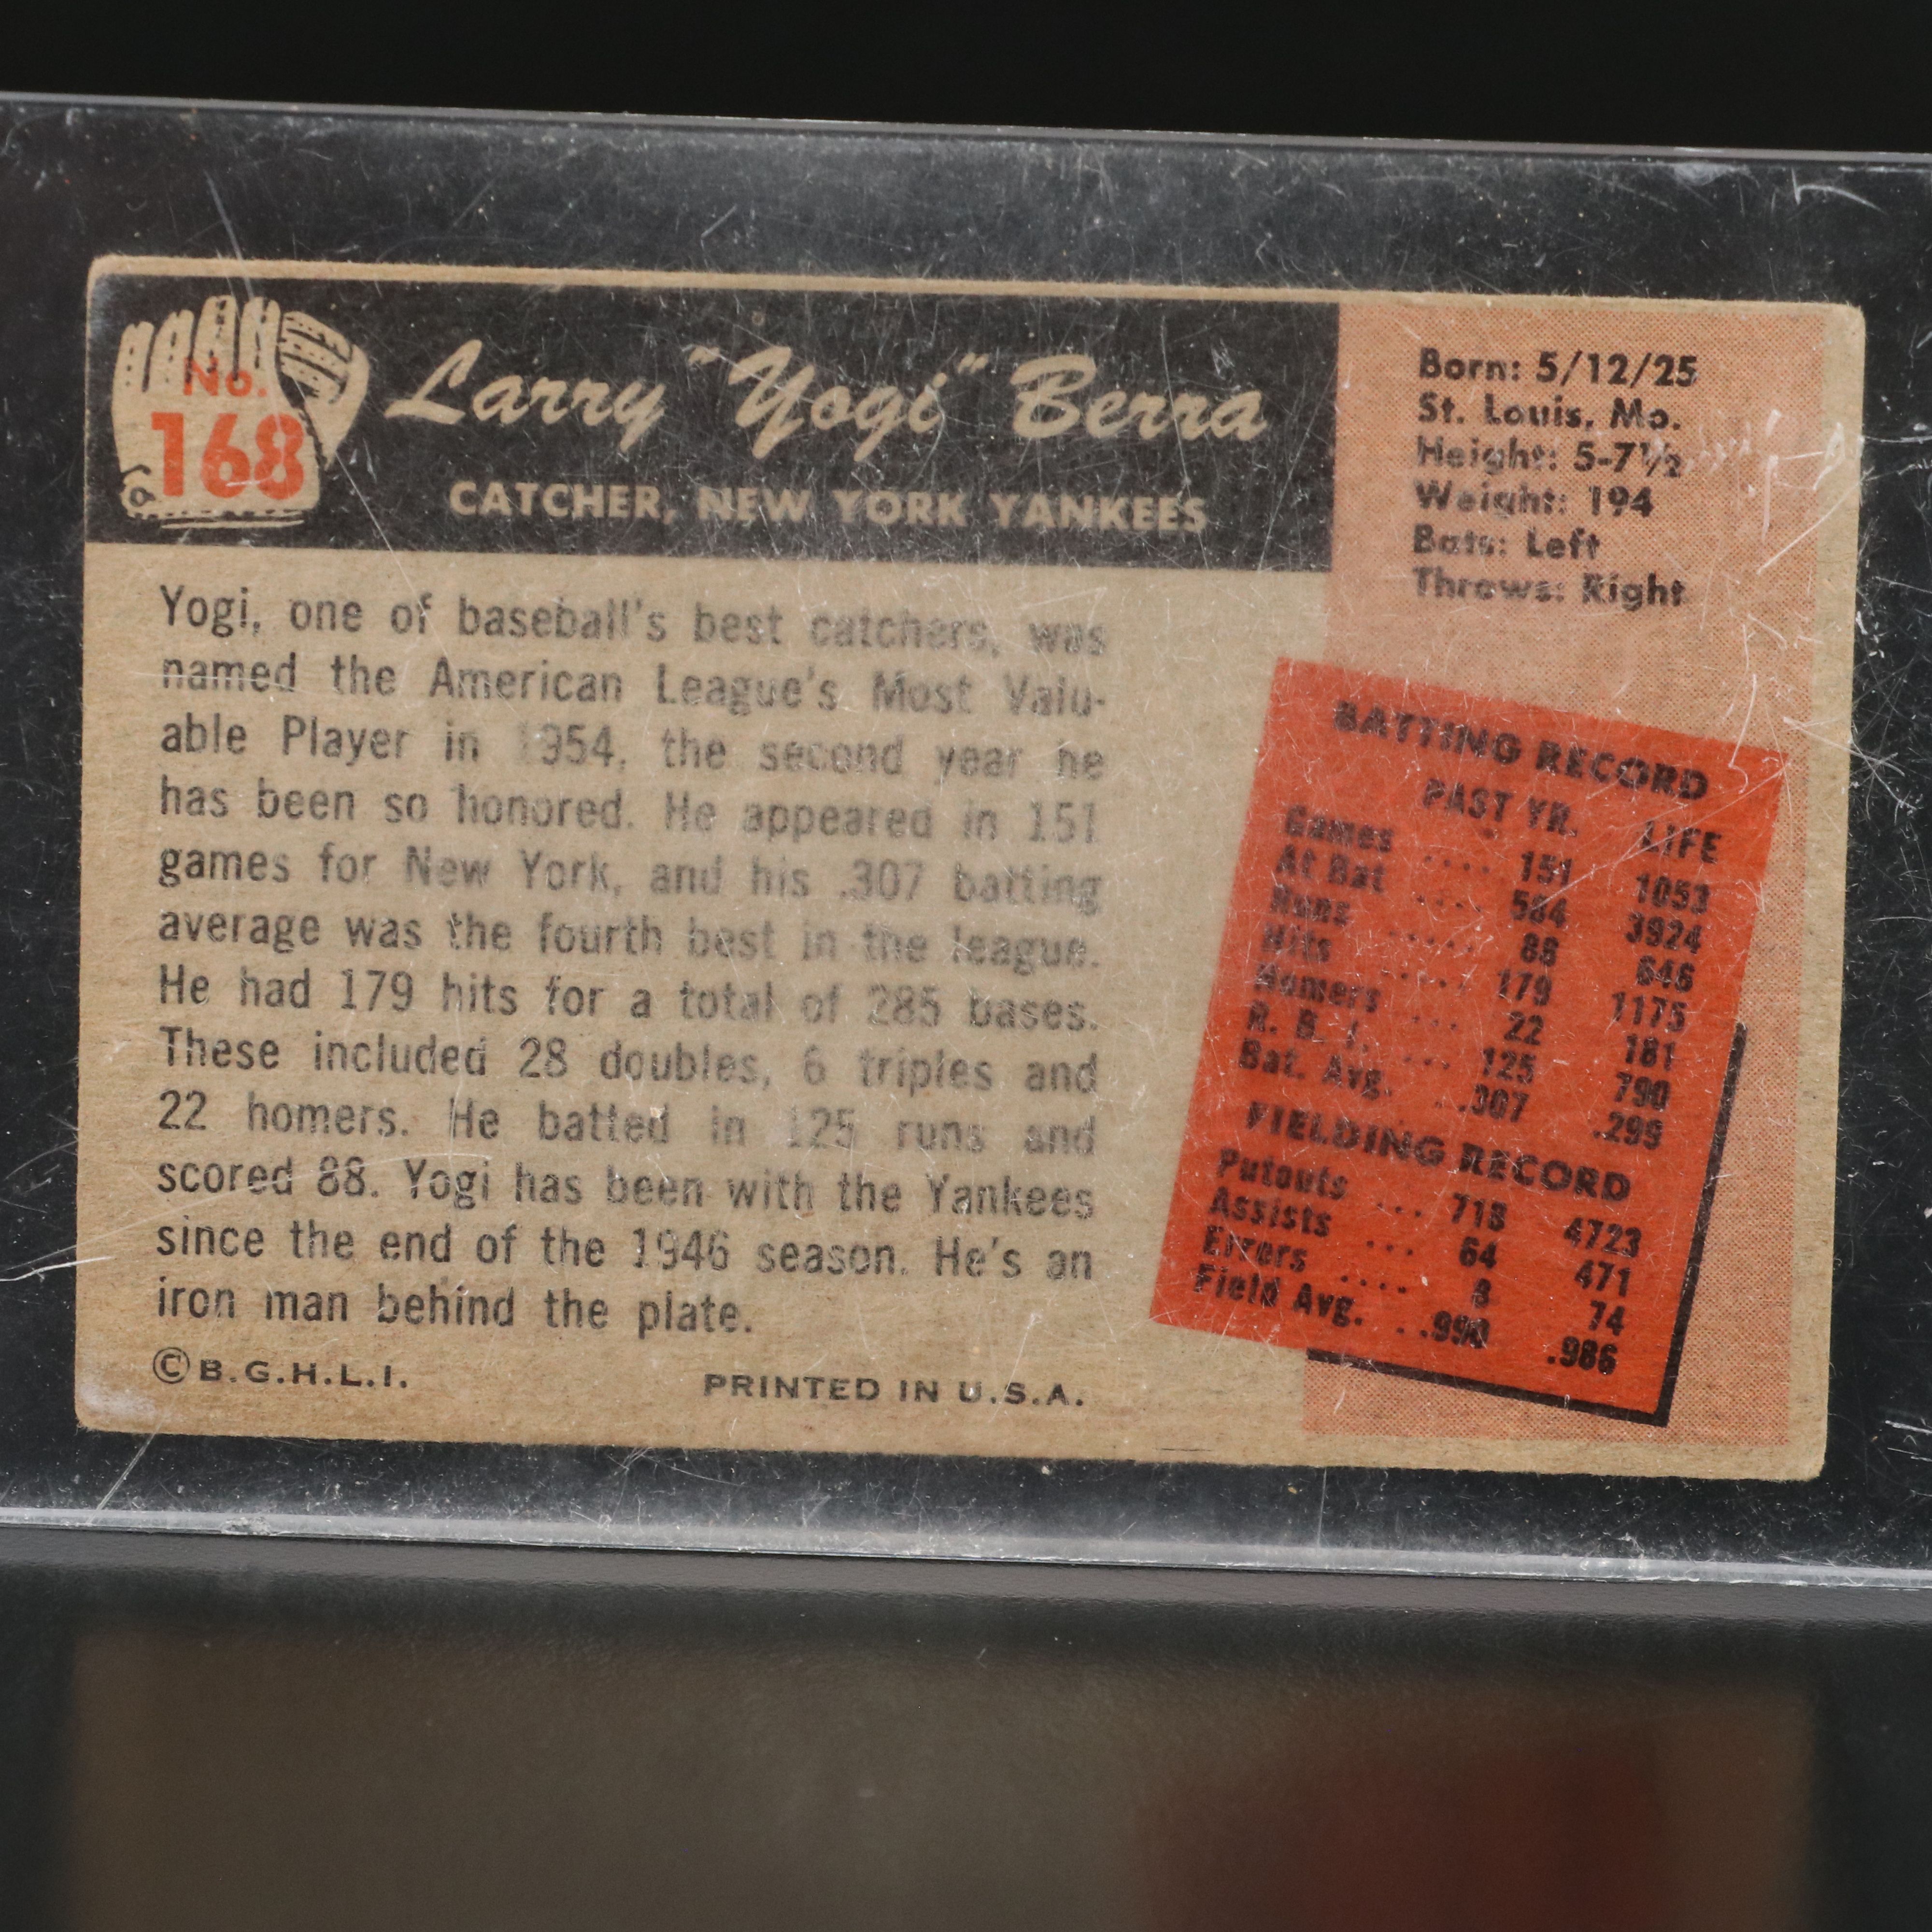 No.
168
Larry "Yogi" Berra
CATCHER, NEW YORK YANKEES
Born: 5/12/25
St. Louis, Mo.
Height: 5-7½
Weight: 194
Bats: Left
Throws: Right
Yogi, one of baseball's best catchers, was
named the American League's Most Valu-
able Player in 1954, the second year he
has been so honored. He appeared in 151
games for New York, and his .307 batting
average was the fourth best in the league.
He had 179 hits for a total of 285 bases.
These included 28 doubles, 6 triples and
22 homers. He batted in 125 runs and
scored 88. Yogi has been with the Yankees
since the end of the 1946 season. He's an
iron man behind the plate.
©B.G.H.L.I. PRINTED IN U.S.A.
BATTING RECORD
PAST YR. LIFE
Games .... 151 1053
At Bat .... 584 3924
Runs ..... 88 646
Hits ..... 179 1175
Homers ... 22 181
R. B. I. .... 125 790
Bat. Avg. ...307 .299
FIELDING RECORD
Putouts ... 718 4723
Assists ... 64 471
Errors .... 8 74
Field Avg. ...990 .986